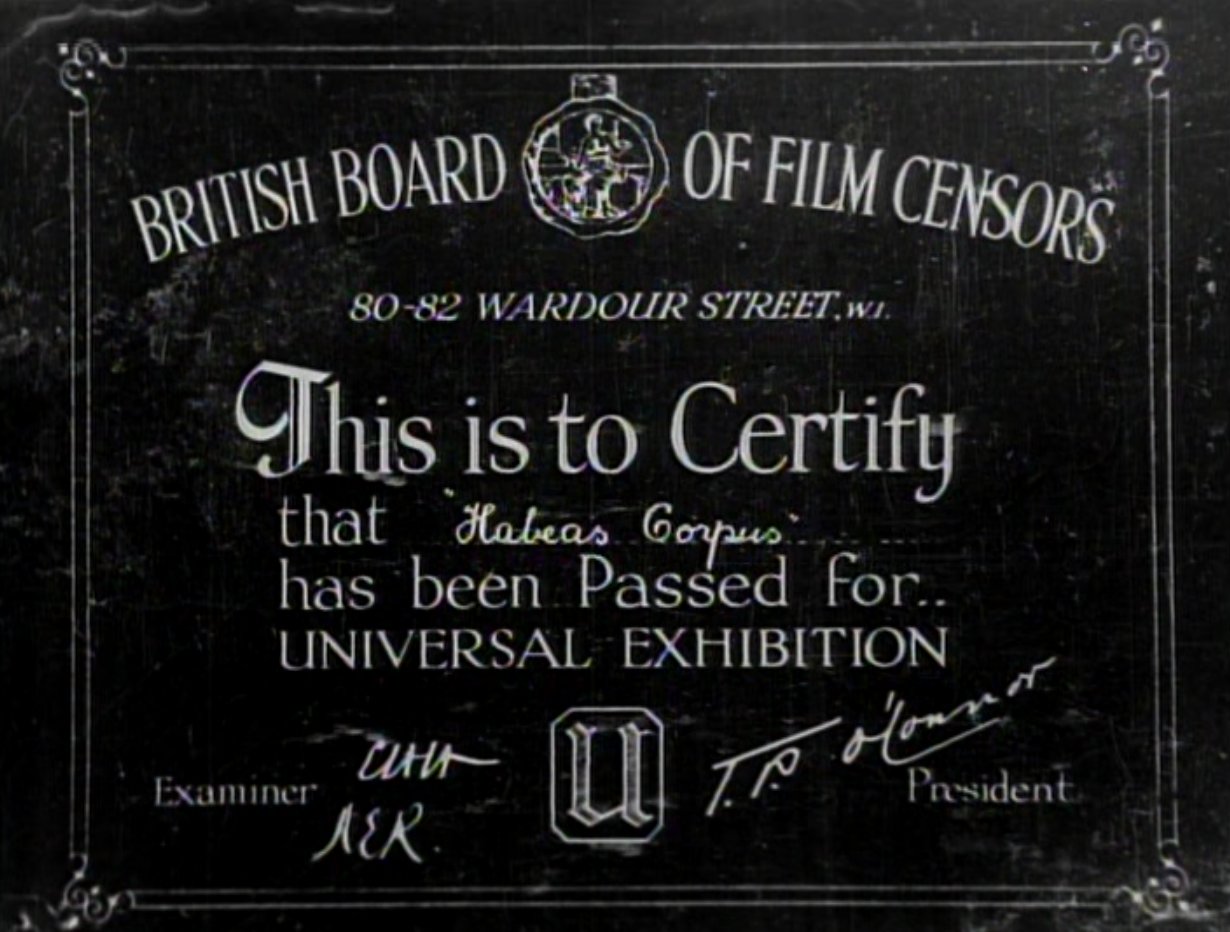 BRITISH BOARD OF FILM CENSORS
80-82 WARDOUR STREET, W.1.
This is to Certify
that "Habeas Corpus"
has been Passed for..
UNIVERSAL EXHIBITION
Examiner
AER.
U
T.P. O'Connor
President